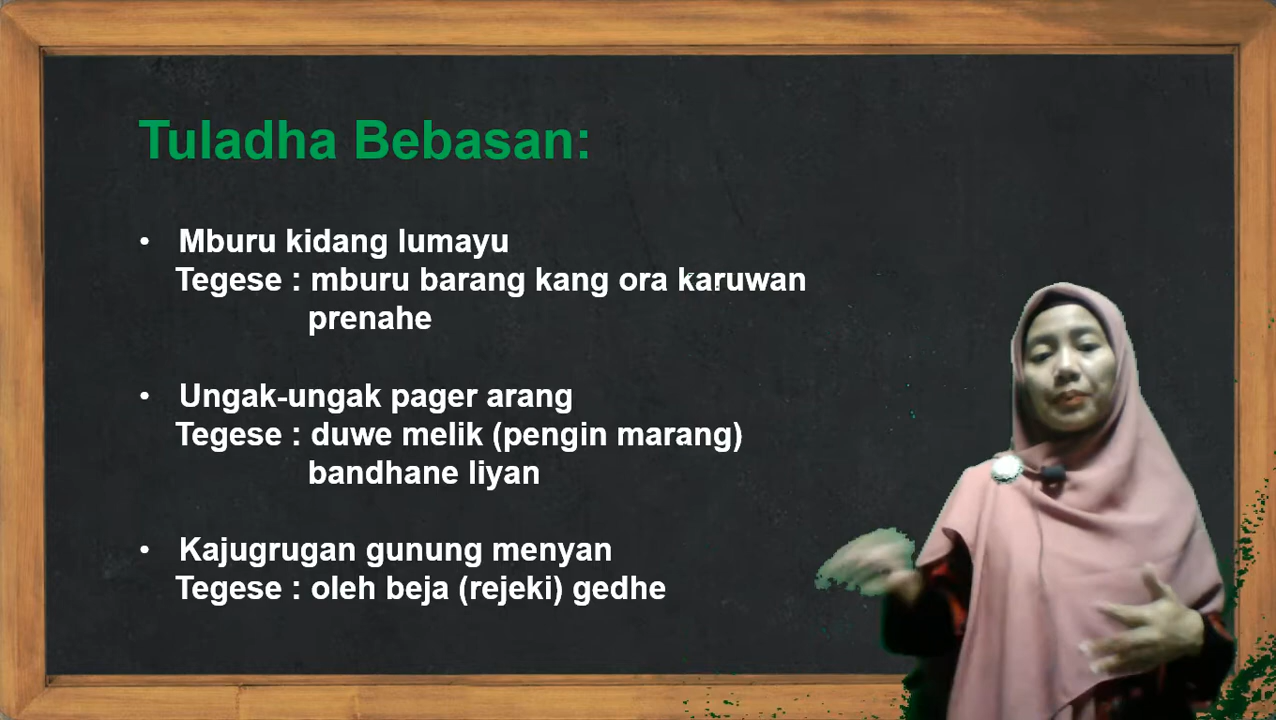 Tuladha Bebasan:
• Mburu kidang lumayu
Tegese : mburu barang kang ora karuwan
prenahe
• Ungak-ungak pager arang
Tegese : duwe melik (pengin marang)
bandhane liyan
• Kajugrugan gunung menyan
Tegese : oleh beja (rejeki) gedhe